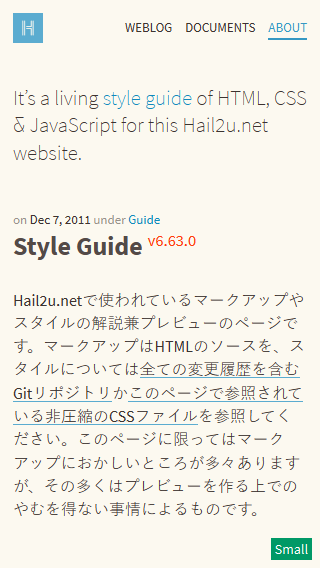 H
WEBLOG DOCUMENTS ABOUT
It's a living style guide of HTML, CSS
& JavaScript for this Hail2u.net
website.
on Dec 7, 2011 under Guide
Style Guide v6.63.0
Hail2u.netで使われているマークアップや
スタイルの解説兼プレビューのページで
す。マークアップはHTMLのソースを、ス
タイルについては全ての変更履歴を含む
Gitリポジトリかこのページで参照されて
いる非圧縮のCSSファイルを参照してく
ださい。このページに限ってはマーク
アップにおかしいところが多々あります
が、その多くはプレビューを作る上での
やむを得ない事情によるものです。
Small